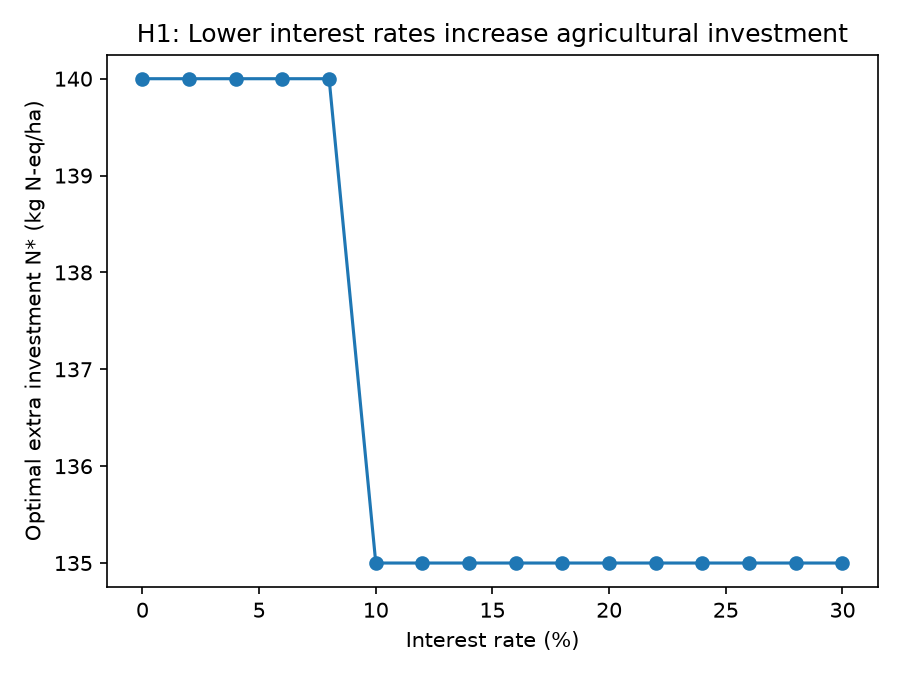 H1: Lower interest rates increase agricultural investment
Optimal extra investment N* (kg N-eq/ha)
140
139
138
137
136
135
0 5 10 15 20 25 30
Interest rate (%)